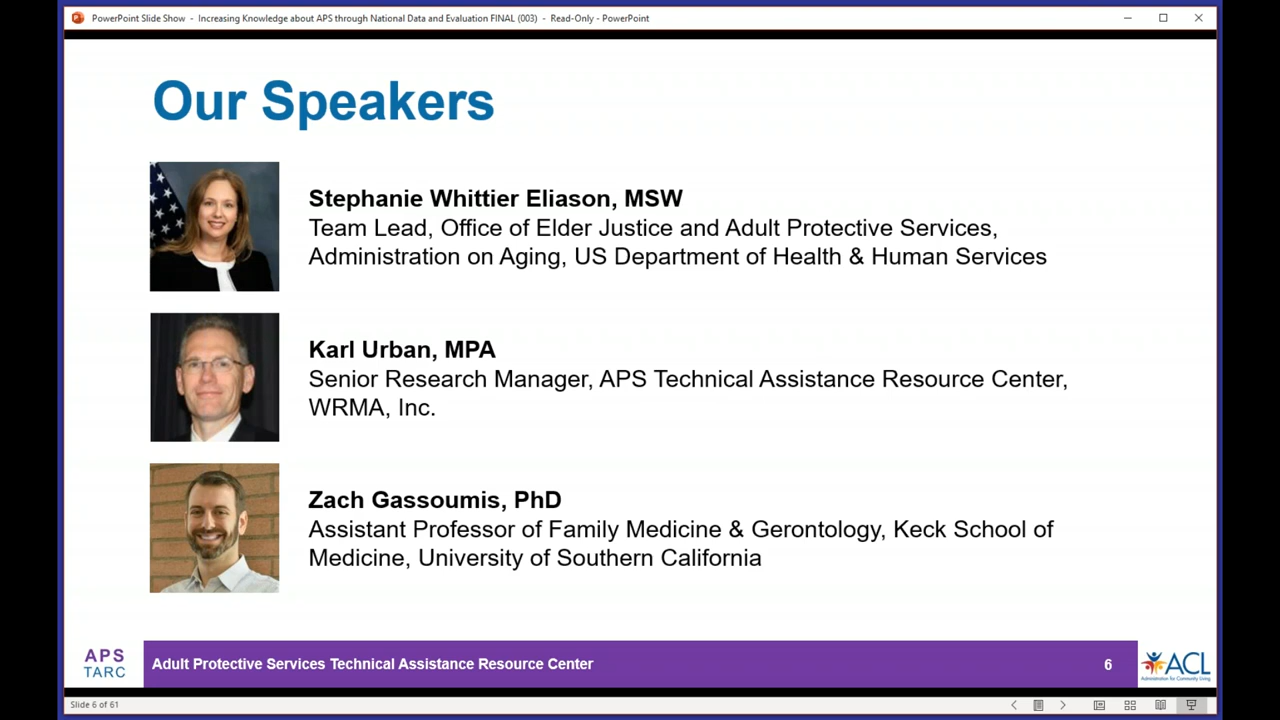 PowerPoint Slide Show - Increasing Knowledge about APS through National Data and Evaluation FINAL (003) - Read-Only - PowerPoint
Our Speakers
Stephanie Whittier Eliason, MSW
Team Lead, Office of Elder Justice and Adult Protective Services,
Administration on Aging, US Department of Health & Human Services
Karl Urban, MPA
Senior Research Manager, APS Technical Assistance Resource Center,
WRMA, Inc.
Zach Gassoumis, PhD
Assistant Professor of Family Medicine & Gerontology, Keck School of
Medicine, University of Southern California
APS
TARC
Adult Protective Services Technical Assistance Resource Center
6
ACL
Administration for Community Living
Slide 6 of 61